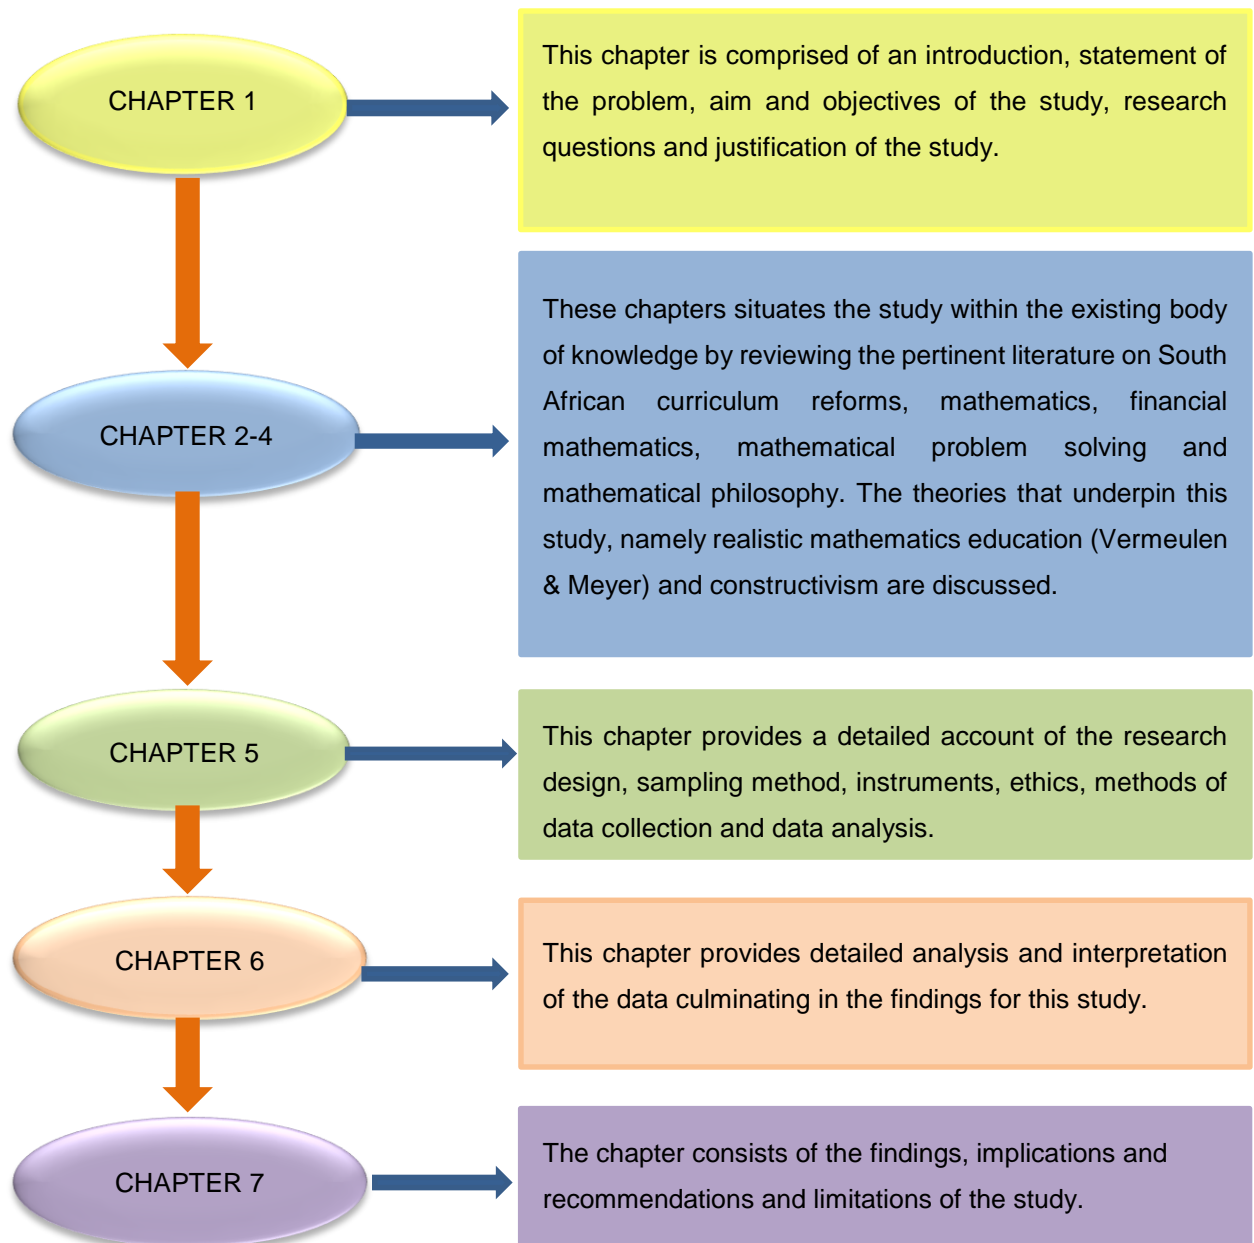 CHAPTER 1
This chapter is comprised of an introduction, statement of
the problem, aim and objectives of the study, research
questions and justification of the study.
CHAPTER 2-4
These chapters situates the study within the existing body
of knowledge by reviewing the pertinent literature on South
African curriculum reforms, mathematics, financial
mathematics, mathematical problem solving and
mathematical philosophy. The theories that underpin this
study, namely realistic mathematics education (Vermeulen
& Meyer) and constructivism are discussed.
CHAPTER 5
This chapter provides a detailed account of the research
design, sampling method, instruments, ethics, methods of
data collection and data analysis.
CHAPTER 6
This chapter provides detailed analysis and interpretation
of the data culminating in the findings for this study.
CHAPTER 7
The chapter consists of the findings, implications and
recommendations and limitations of the study.